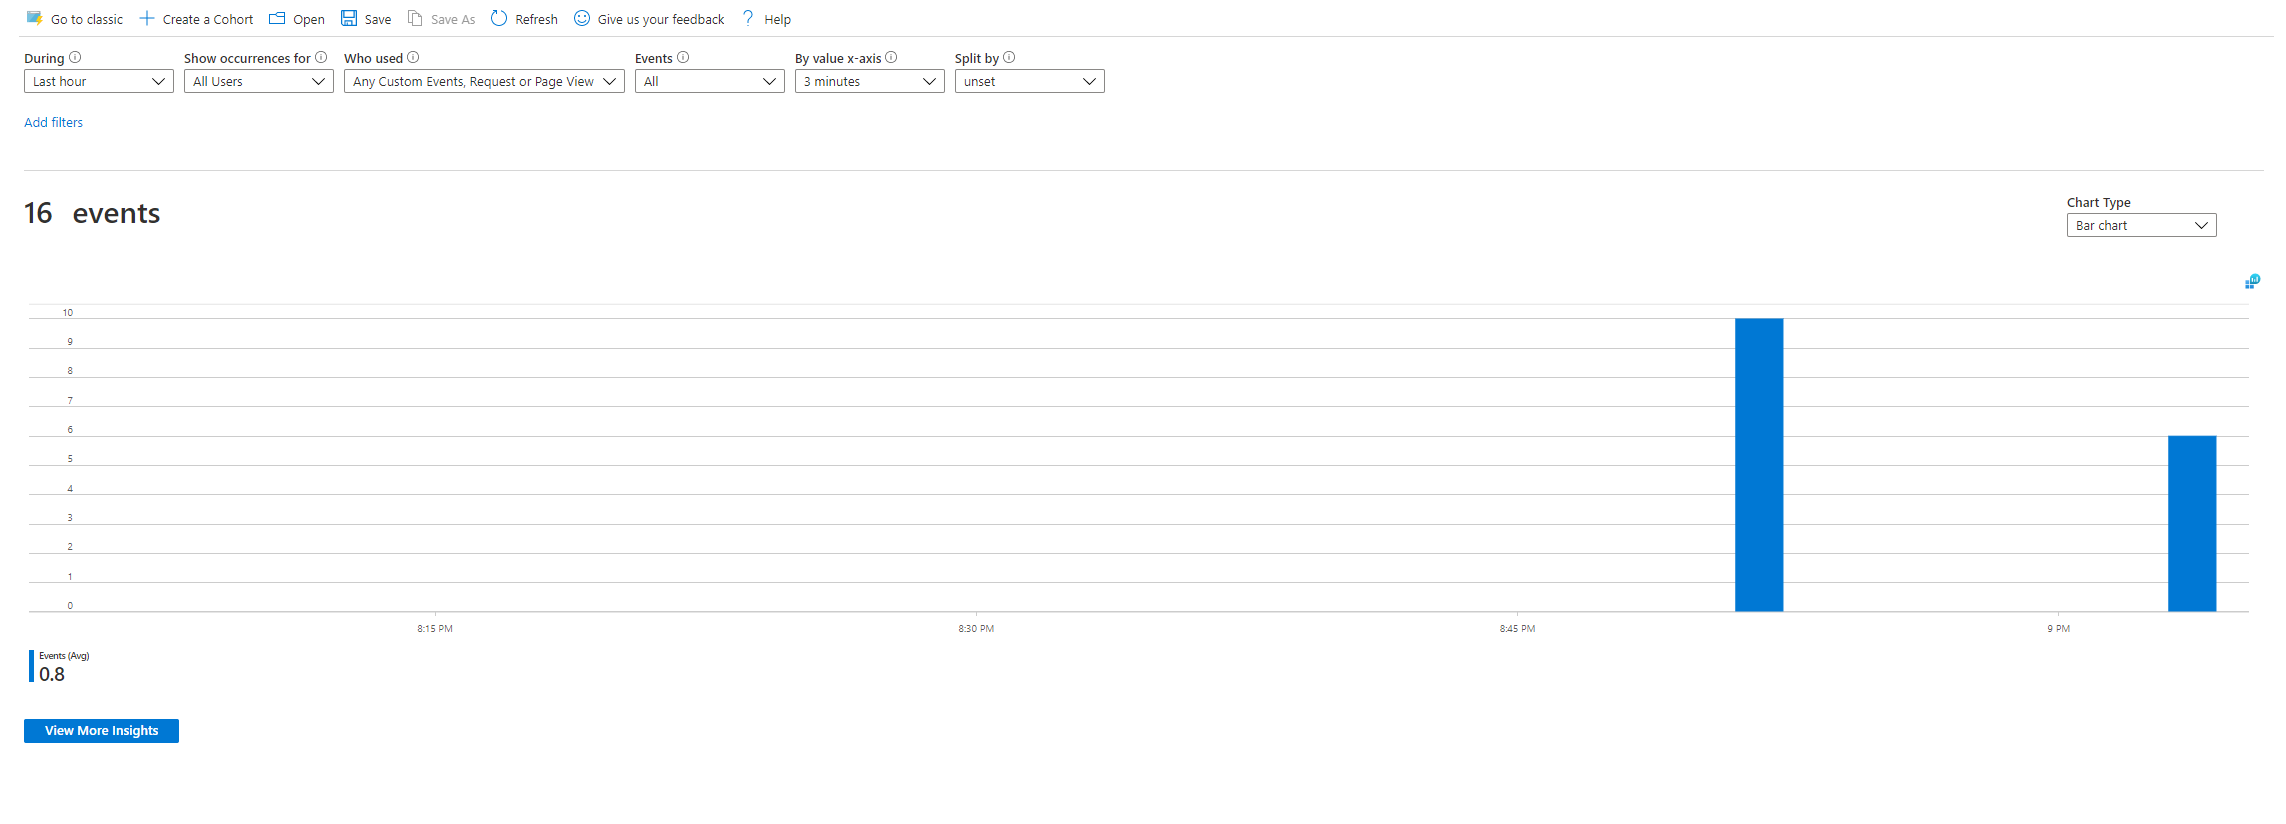 Go to classic Create a Cohort Open Save Save As Refresh Give us your feedback Help
During Show occurrences for Who used Events By value x-axis Split by
Last hour All Users Any Custom Events, Request or Page View All 3 minutes unset
Add filters
16 events
Chart Type
Bar chart
10
9
8
7
6
5
4
3
2
1
0
8:15 PM 8:30 PM 8:45 PM 9 PM
Events (Avg)
0.8
View More Insights